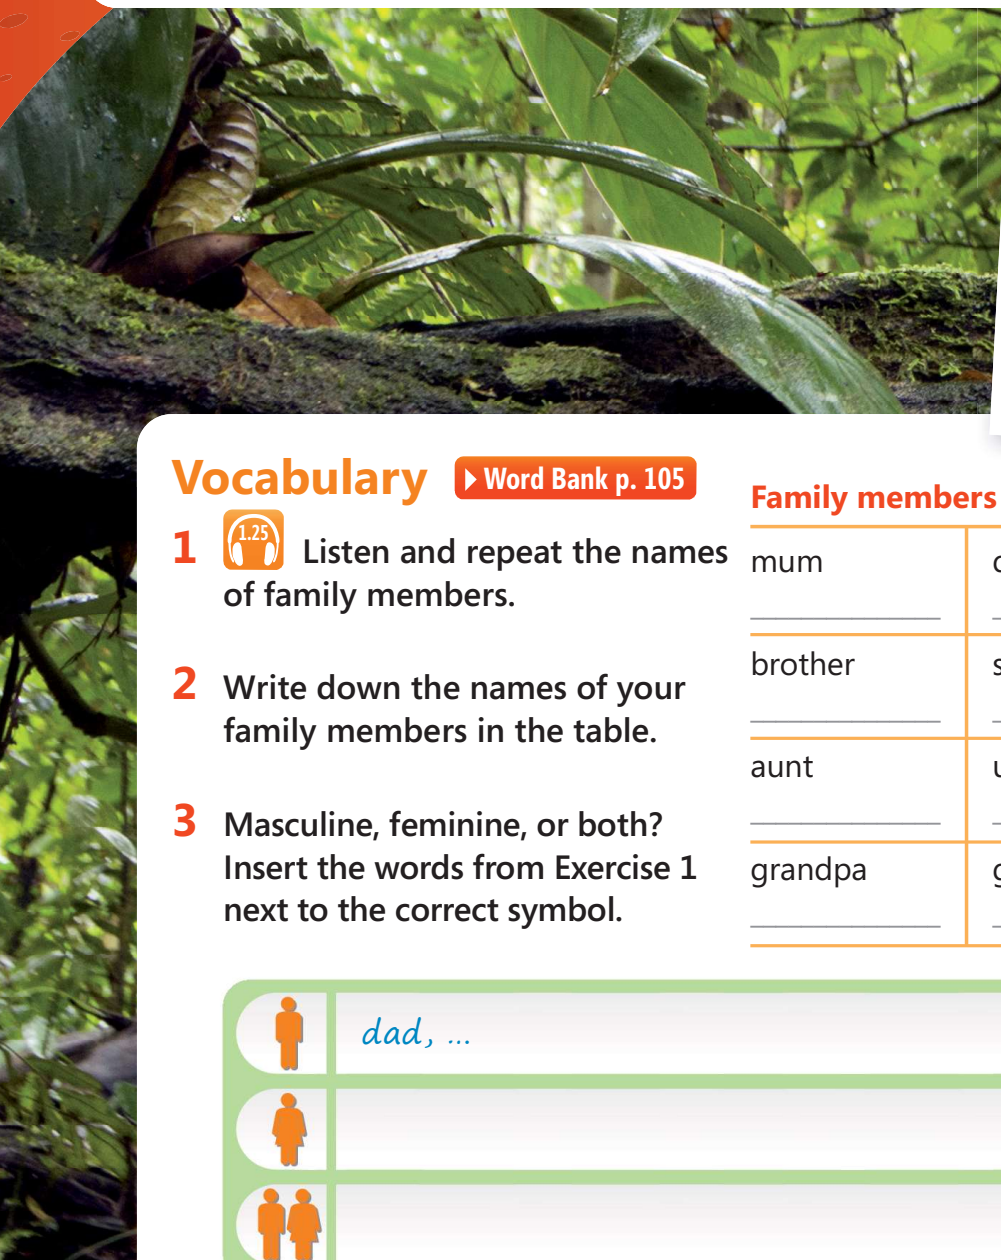 Vocabulary
Word Bank p. 105
1 1.25 Listen and repeat the names
of family members.
2 Write down the names of your
family members in the table.
3 Masculine, feminine, or both?
Insert the words from Exercise 1
next to the correct symbol.
Family members
mum
brother
aunt
grandpa
dad, ...